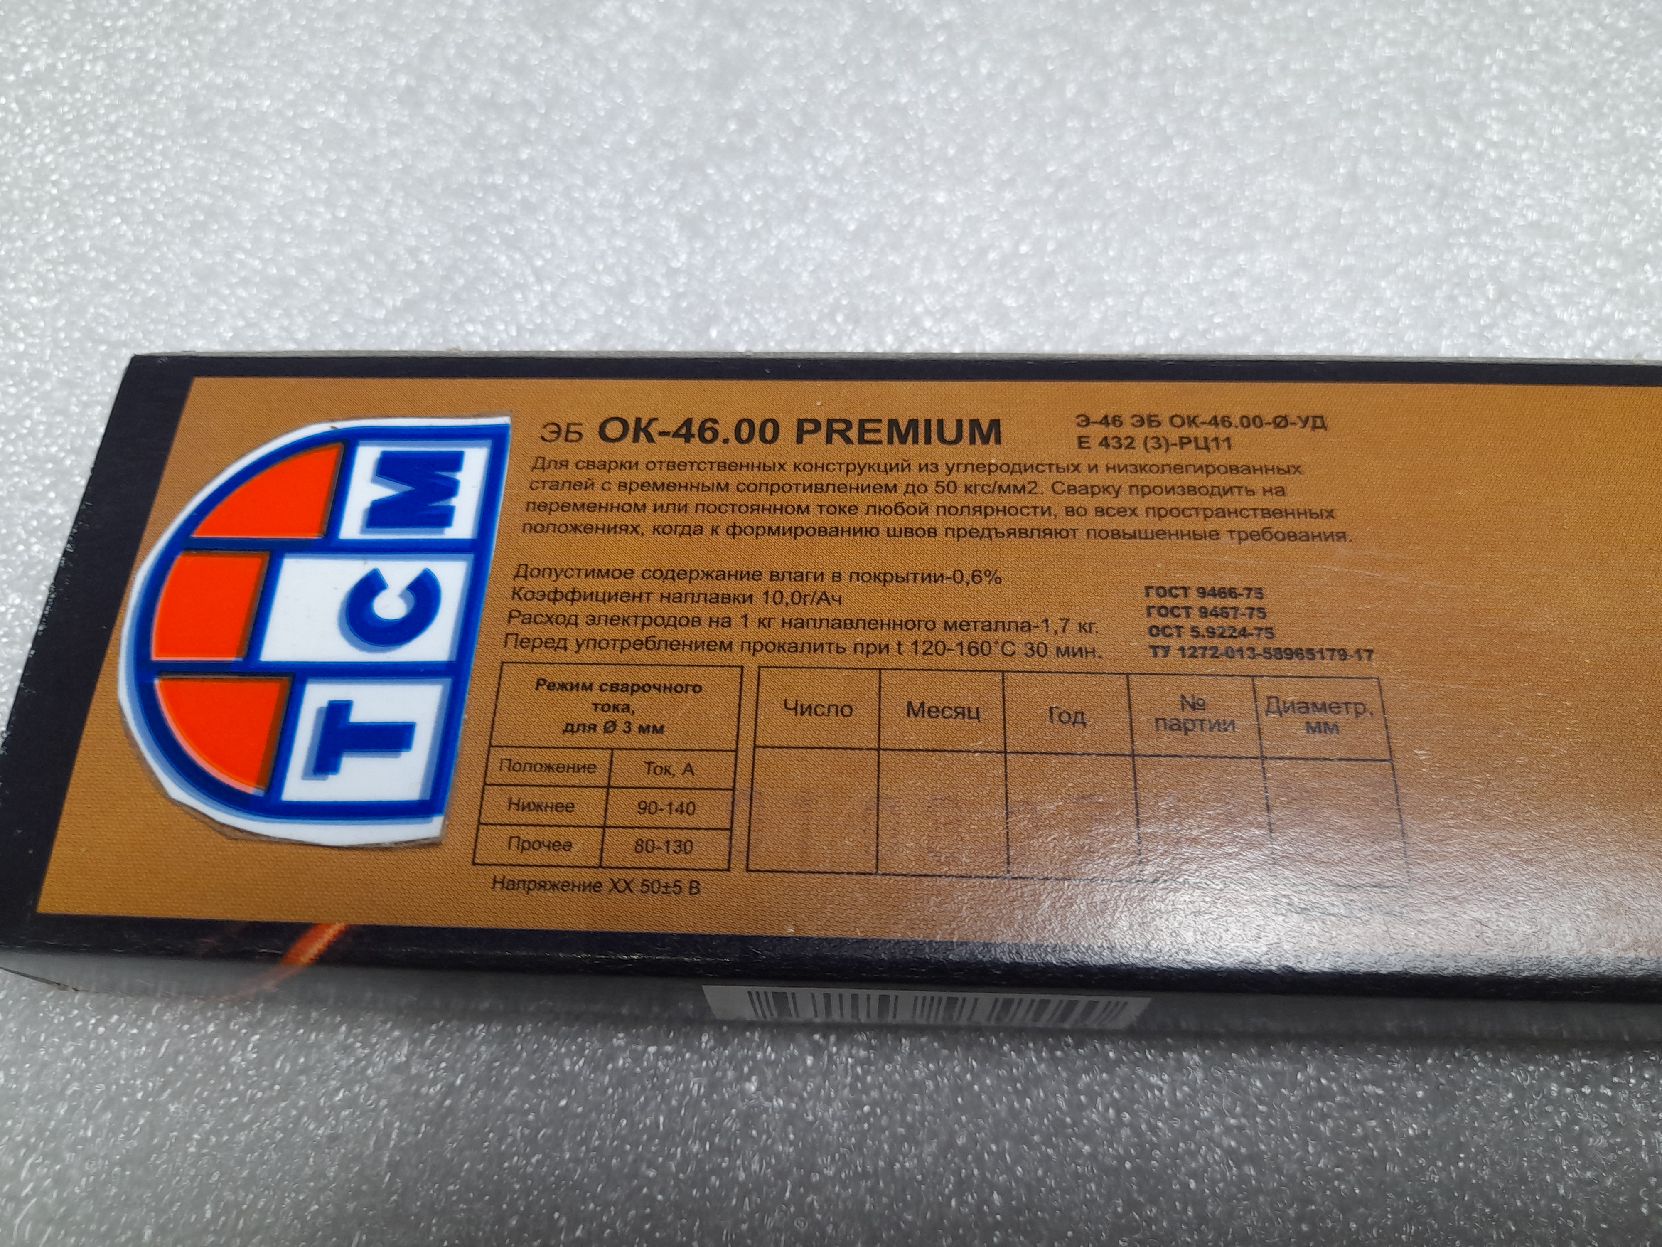 ТСМ
ЭБ ОК-46.00 PREMIUM
Э-46 ЭБ ОК-46.00-Ø-УД
Е 432 (3)-РЦ11
Для сварки ответственных конструкций из углеродистых и низколегированных
сталей с временным сопротивлением до 50 кгс/мм2. Сварку производить на
переменном или постоянном токе любой полярности, во всех пространственных
положениях, когда к формированию швов предъявляют повышенные требования.
Допустимое содержание влаги в покрытии-0,6%
Коэффициент наплавки 10,0г/Ач
Расход электродов на 1 кг наплавленного металла-1,7 кг.
Перед употреблением прокалить при t 120-160°С 30 мин.
ГОСТ 9466-75
ГОСТ 9467-75
ОСТ 5.9224-75
ТУ 1272-013-58965179-17
Режим сварочного
тока,
для Ø 3 мм
Положение Ток, А
Нижнее 90-140
Прочее 80-130
Напряжение ХХ 50±5 В
Число Месяц Год № партии Диаметр, мм